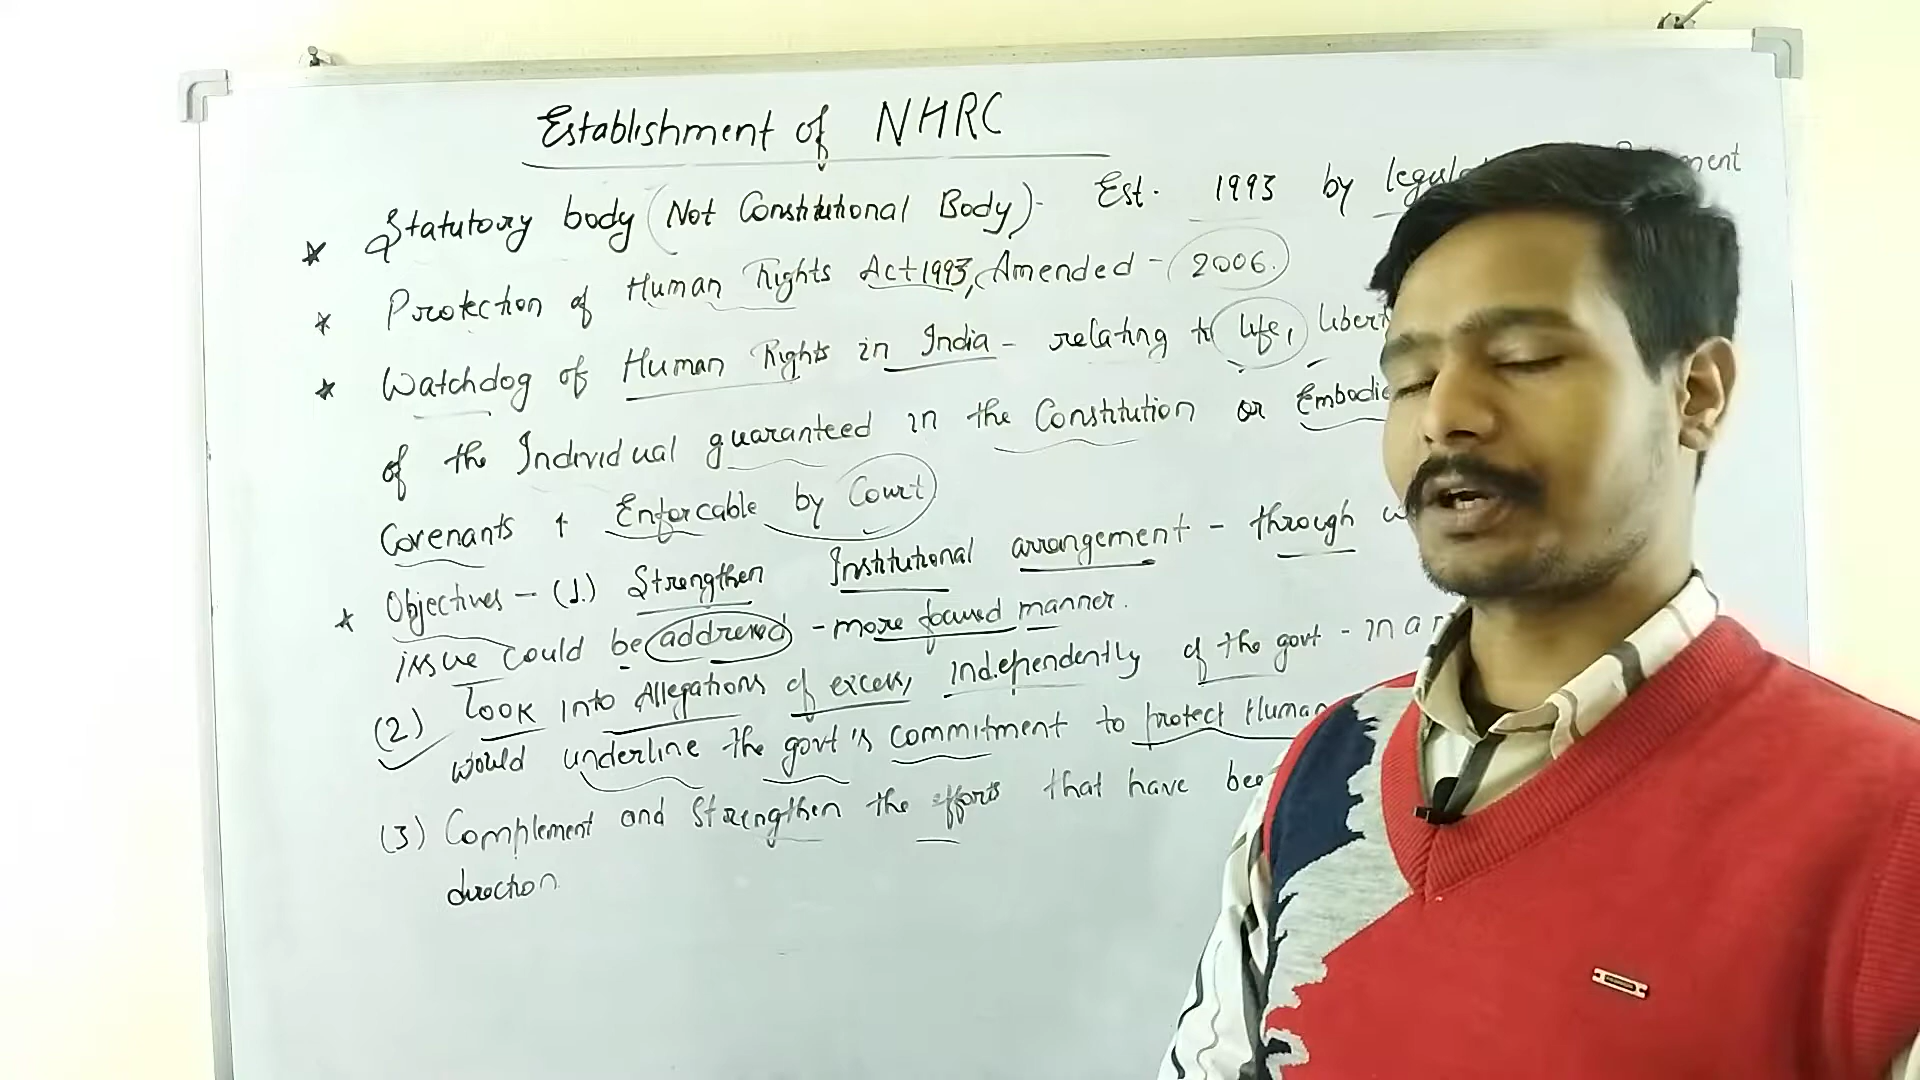 Establishment of NHRC
★ Statutory body (Not Constitutional Body). Est. 1993 by
★ Protection of Human Rights Act 1993, Amended - 2006.
★ Watchdog of Human Rights in India - relating to life,
of the Individual guaranteed in the Constitution or
Covenants & Enforcable by Court
★ Objectives - (1.) Strengthen Institutional arrangement - through
issue could be addressed - more focused manner.
(2) Look into Allegations of excess, independently of the govt - in a
would underline the govt's commitment to protect Human
(3) Complement and Strengthen the efforts that have
direction